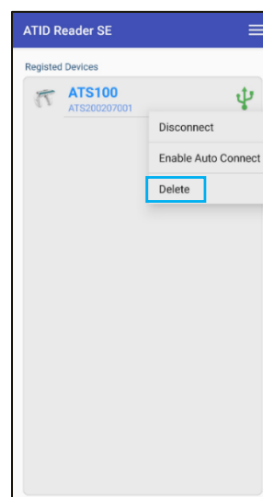 ATID Reader SE
Registed Devices
ATS100
ATS200207001
Disconnect
Enable Auto Connect
Delete